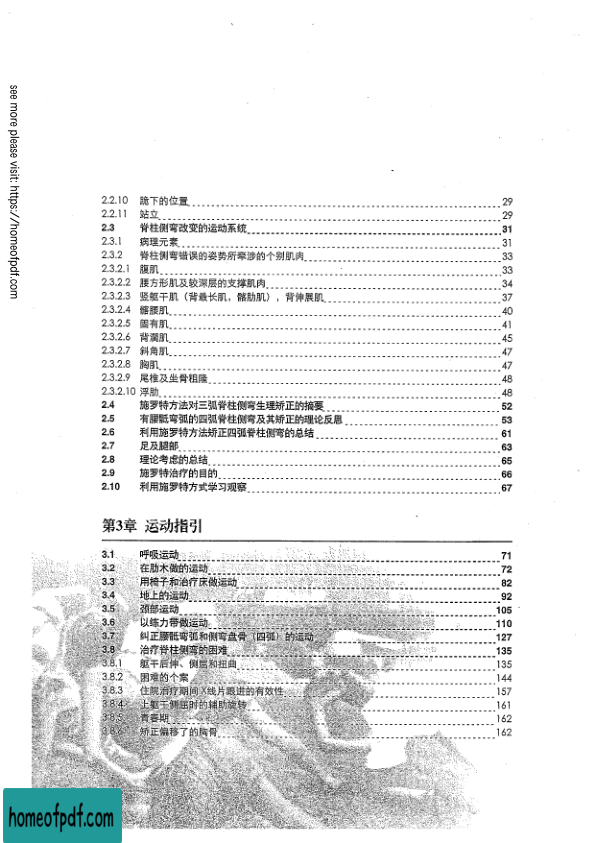 see more please visit: https://homeofpdf.com
2.2.10 跪下的位置 29
2.2.11 站立 29
2.3 脊柱侧弯改变的运动系统 31
2.3.1 病理元素 31
2.3.2 脊柱侧弯错误的姿势所牵涉的个别肌肉 33
2.3.2.1 腹肌 33
2.3.2.2 腰方形肌及较深层的支撑肌肉 34
2.3.2.3 竖躯干肌（背最长肌，髂肋肌），背伸展肌 37
2.3.2.4 髂腰肌 40
2.3.2.5 固有肌 41
2.3.2.6 背濶肌 45
2.3.2.7 斜角肌 47
2.3.2.8 胸肌 47
2.3.2.9 尾椎及坐骨粗隆 48
2.3.2.10 浮肋 48
2.4 施罗特方法对三弧脊柱侧弯生理矫正的摘要 52
2.5 有腰骶弯弧的四弧脊柱侧弯及其矫正的理论反思 53
2.6 利用施罗特方法矫正四弧脊柱侧弯的总结 61
2.7 足及腿部 63
2.8 理论考虑的总结 65
2.9 施罗特治疗的目的 66
2.10 利用施罗特方式学习观察 67
第3章 运动指引
3.1 呼吸运动 71
3.2 在肋木做的运动 72
3.3 用椅子和治疗床做运动 82
3.4 地上的运动 92
3.5 颈部运动 105
3.6 以练力带做运动 110
3.7 纠正腰骶弯弧和侧弯盘骨（四弧）的运动 127
3.8 治疗脊柱侧弯的困难 135
3.8.1 躯干后伸、侧屈和扭曲 135
3.8.2 困难的个案 144
3.8.3 住院治疗期间X线片跟进的有效性 157
3.8.4 上躯干侧屈时的辅助旋转 161
3.8.5 青春期 162
3.8.6 矫正偏移了的胸骨 162
homeofpdf.com